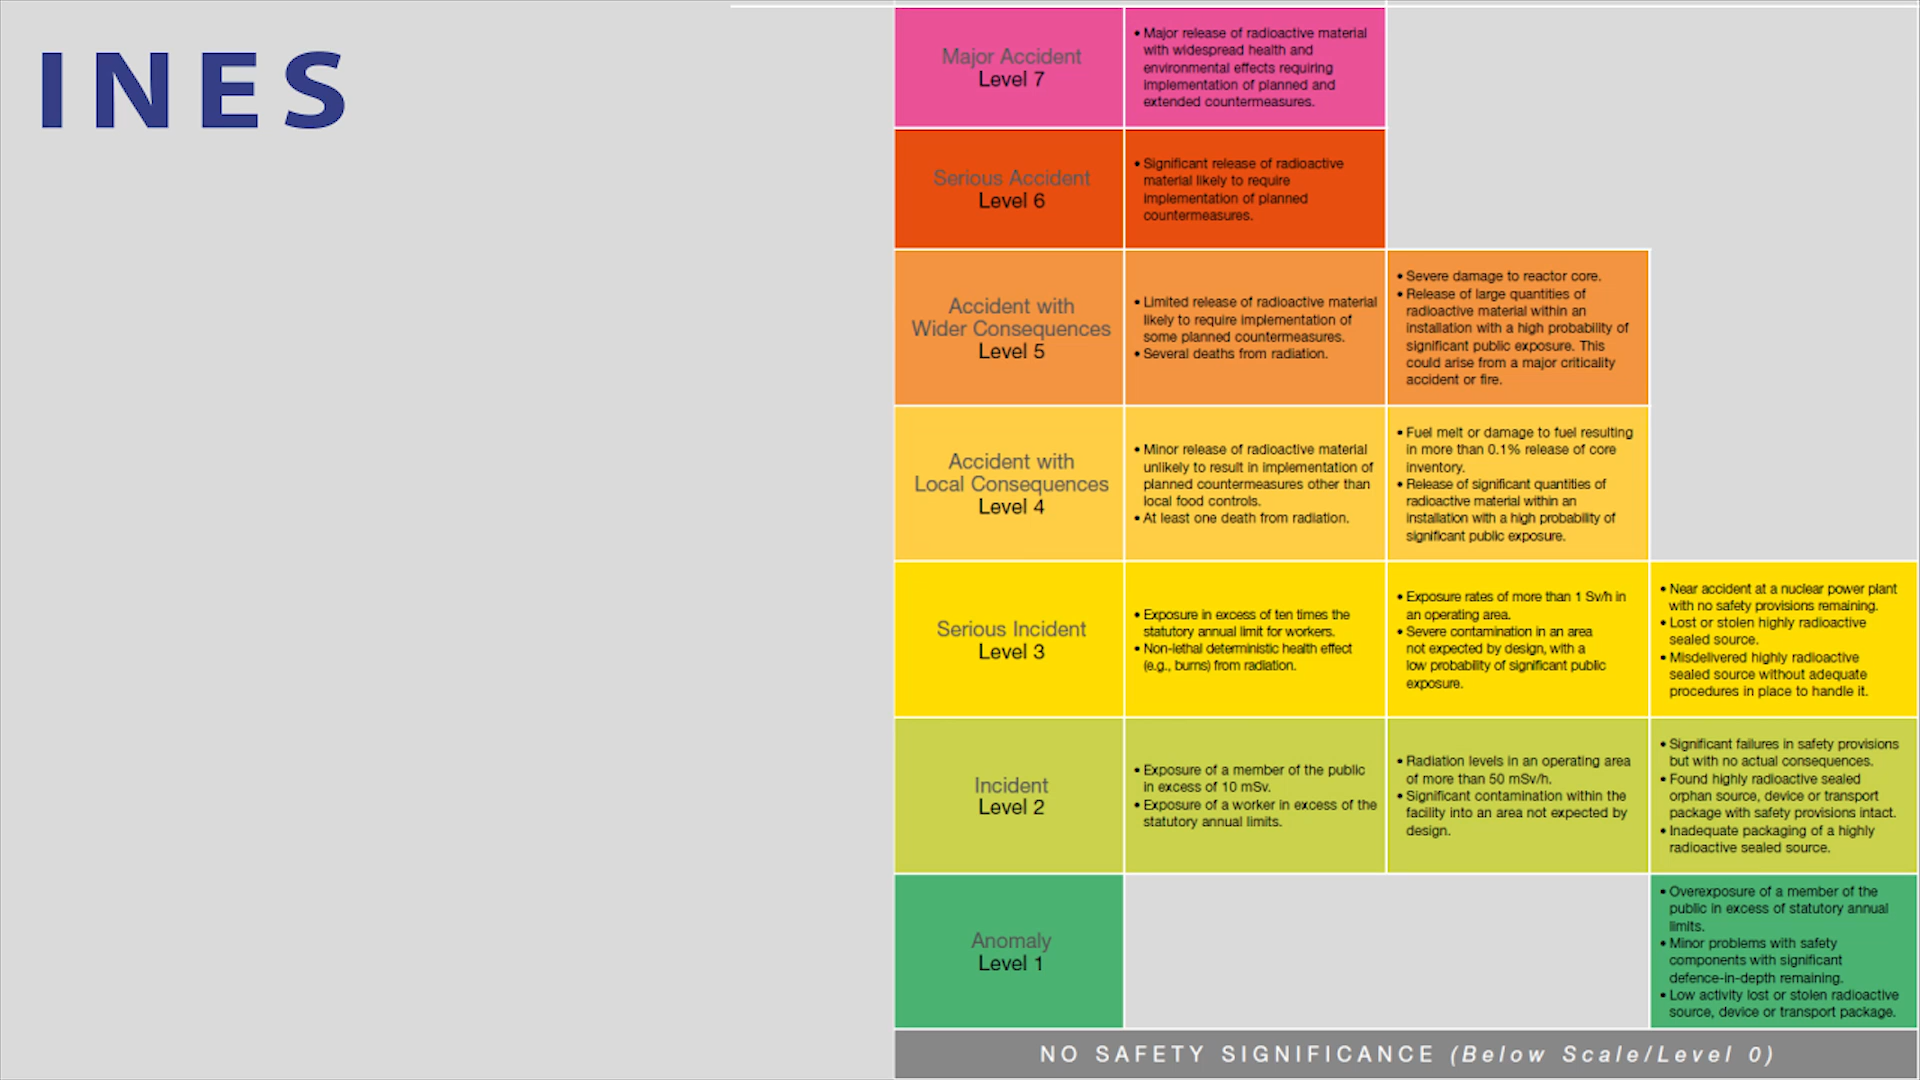 INES
Major Accident
Level 7
• Major release of radioactive material
with widespread health and
environmental effects requiring
implementation of planned and
extended countermeasures.
Serious Accident
Level 6
• Significant release of radioactive
material likely to require
implementation of planned
countermeasures.
Accident with
Wider Consequences
Level 5
• Limited release of radioactive material
likely to require implementation of
some planned countermeasures.
• Several deaths from radiation.
• Severe damage to reactor core.
• Release of large quantities of
radioactive material within an
installation with a high probability of
significant public exposure. This
could arise from a major criticality
accident or fire.
Accident with
Local Consequences
Level 4
• Minor release of radioactive material
unlikely to result in implementation of
planned countermeasures other than
local food controls.
• At least one death from radiation.
• Fuel melt or damage to fuel resulting
in more than 0.1% release of core
inventory.
• Release of significant quantities of
radioactive material within an
installation with a high probability of
significant public exposure.
Serious Incident
Level 3
• Exposure in excess of ten times the
statutory annual limit for workers.
• Non-lethal deterministic health effect
(e.g., burns) from radiation.
• Exposure rates of more than 1 Sv/h in
an operating area.
• Severe contamination in an area
not expected by design, with a
low probability of significant public
exposure.
• Near accident at a nuclear power plant
with no safety provisions remaining.
• Lost or stolen highly radioactive
sealed source.
• Misdelivered highly radioactive
sealed source without adequate
procedures in place to handle it.
Incident
Level 2
• Exposure of a member of the public
in excess of 10 mSv.
• Exposure of a worker in excess of the
statutory annual limits.
• Radiation levels in an operating area
of more than 50 mSv/h.
• Significant contamination within the
facility into an area not expected by
design.
• Significant failures in safety provisions
but with no actual consequences.
• Found highly radioactive sealed
orphan source, device or transport
package with safety provisions intact.
• Inadequate packaging of a highly
radioactive sealed source.
Anomaly
Level 1
• Overexposure of a member of the
public in excess of statutory annual
limits.
• Minor problems with safety
components with significant
defence-in-depth remaining.
• Low activity lost or stolen radioactive
source, device or transport package.
NO SAFETY SIGNIFICANCE (Below Scale/Level 0)